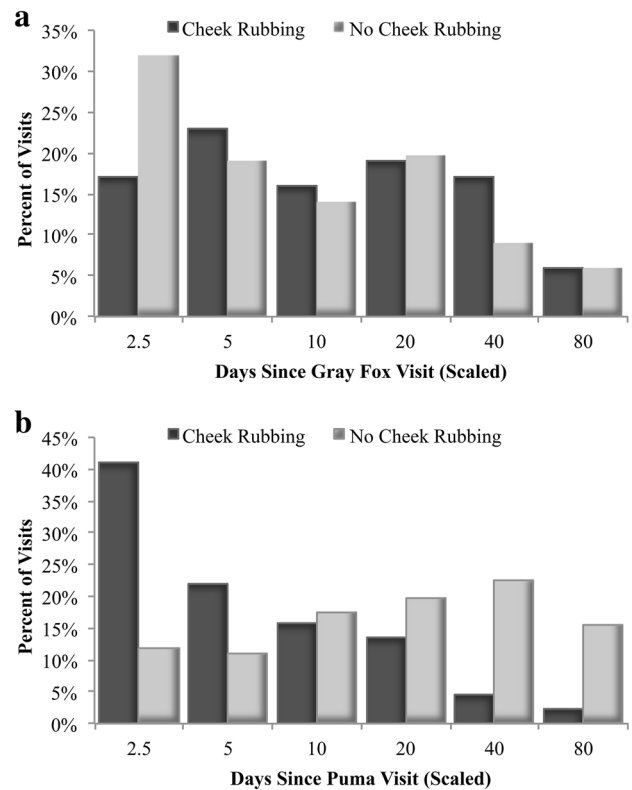 a
Cheek Rubbing No Cheek Rubbing
35%
30%
25%
20%
15%
10%
5%
0%
Percent of Visits
2.5 5 10 20 40 80
Days Since Gray Fox Visit (Scaled)
b
Cheek Rubbing No Cheek Rubbing
45%
40%
35%
30%
25%
20%
15%
10%
5%
0%
Percent of Visits
2.5 5 10 20 40 80
Days Since Puma Visit (Scaled)